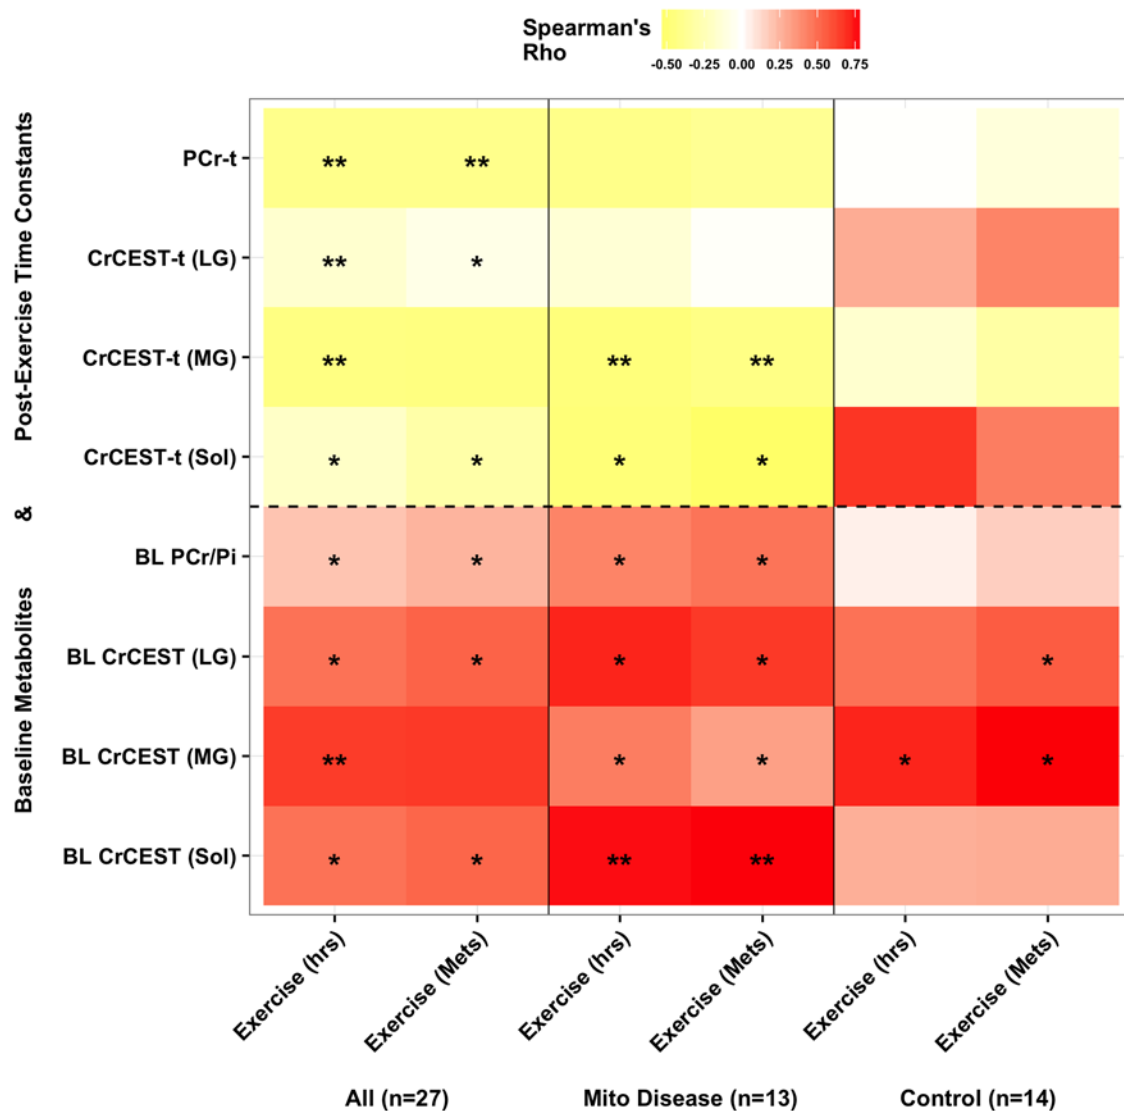 Spearman's
Rho
-0.50 -0.25 0.00 0.25 0.50 0.75
Post-Exercise Time Constants
&
Baseline Metabolites
PCr-t ** **
CrCEST-t (LG) ** *
CrCEST-t (MG) ** ** **
CrCEST-t (Sol) * * * *
BL PCr/Pi * * * *
BL CrCEST (LG) * * * * *
BL CrCEST (MG) ** * * * *
BL CrCEST (Sol) * * ** **
Exercise (hrs)
Exercise (Mets)
Exercise (hrs)
Exercise (Mets)
Exercise (hrs)
Exercise (Mets)
All (n=27) Mito Disease (n=13) Control (n=14)